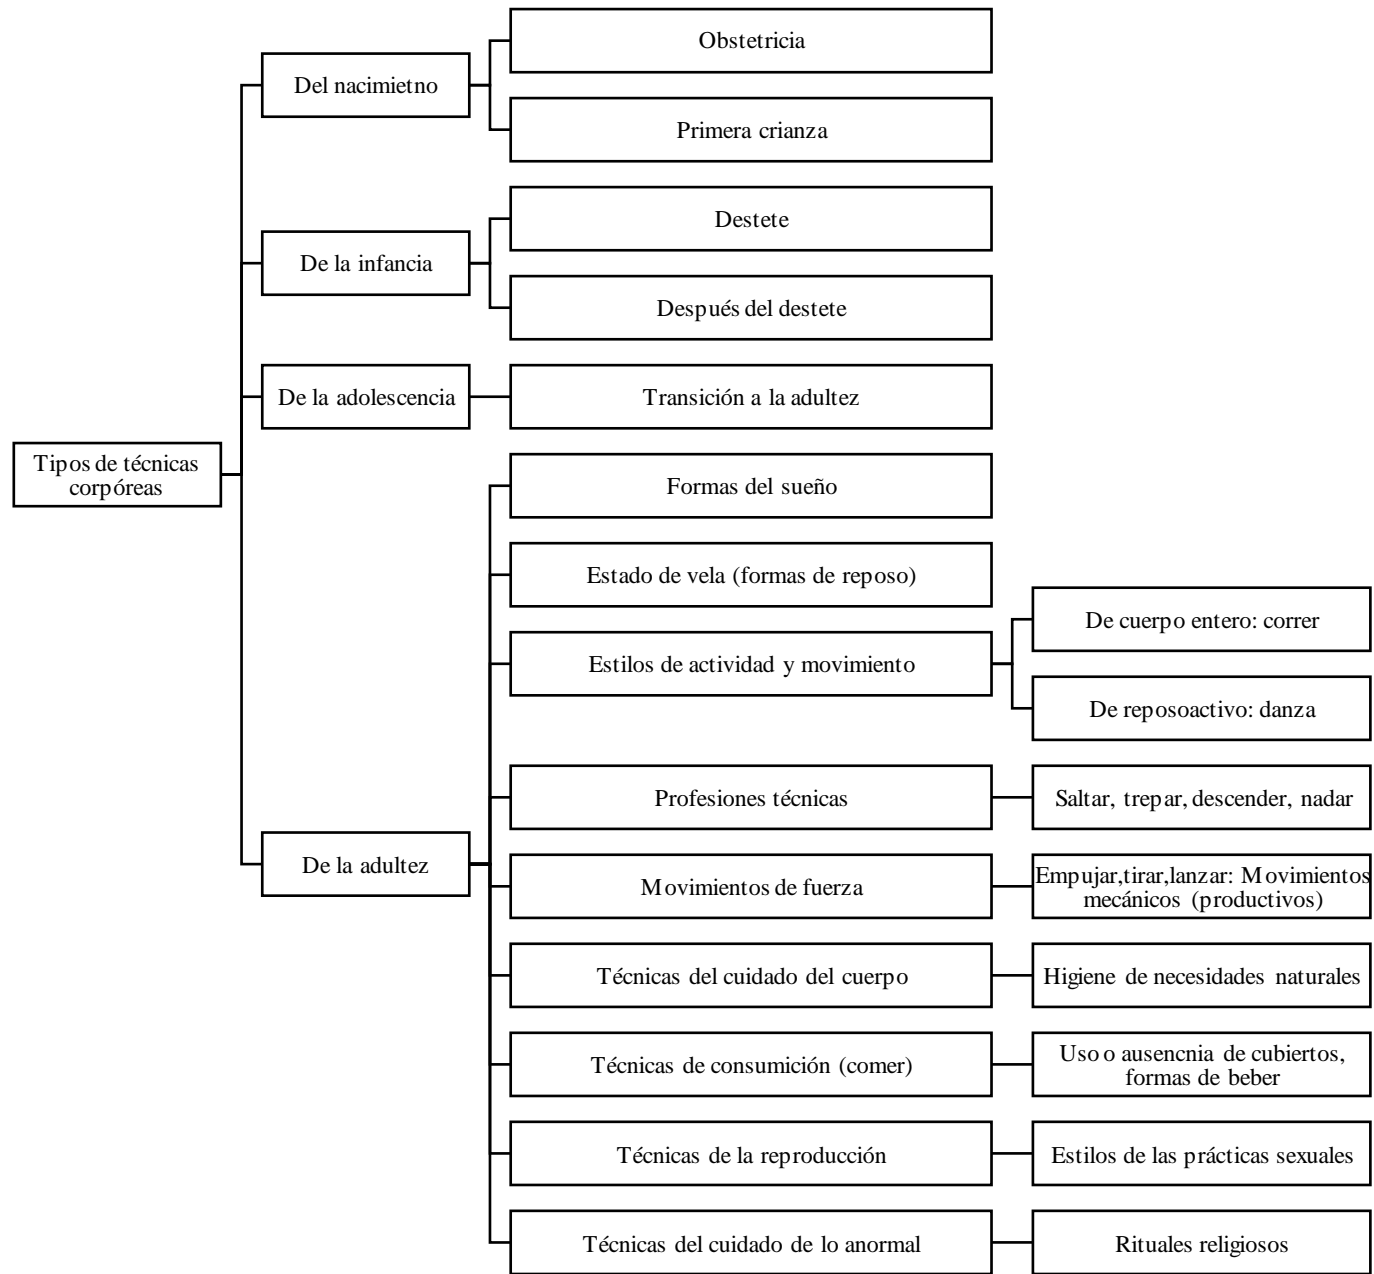 Obstetricia
Del nacimietno
Primera crianza
Destete
De la infancia
Después del destete
De la adolescencia
Transición a la adultez
Tipos de técnicas
corpóreas
Formas del sueño
Estado de vela (formas de reposo)
De cuerpo entero: correr
Estilos de actividad y movimiento
De reposoactivo: danza
Profesiones técnicas
Saltar, trepar, descender, nadar
De la adultez
Movimientos de fuerza
Empujar,tirar,lanzar: Movimientos
mecánicos (productivos)
Técnicas del cuidado del cuerpo
Higiene de necesidades naturales
Técnicas de consumición (comer)
Uso o ausencnia de cubiertos,
formas de beber
Técnicas de la reproducción
Estilos de las prácticas sexuales
Técnicas del cuidado de lo anormal
Rituales religiosos